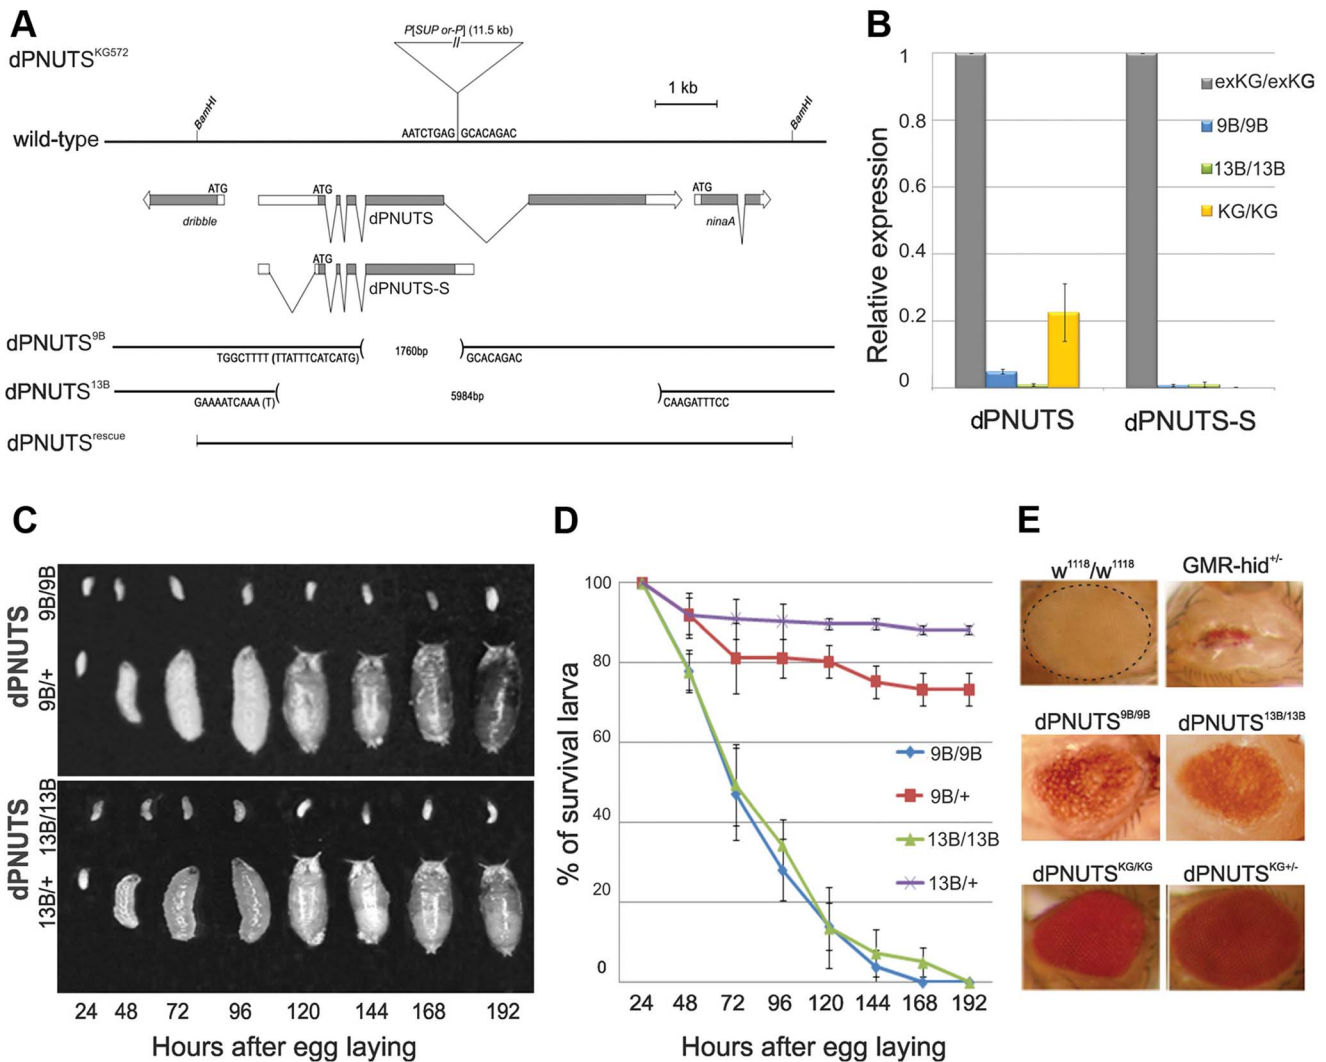 A
P[SUP or-P] (11.5 kb)
//
dPNUTS^KG572
1 kb
BamHI
BamHI
wild-type
AATCTGAG GCACAGAC
ATG
ATG
ATG
dribble
dPNUTS
ninaA
ATG
dPNUTS-S
dPNUTS^9B
TGGCTTTT (TTATTTCATCATG)
1760bp
GCACAGAC
dPNUTS^13B
GAAAATCAAA (T)
5984bp
CAAGATTTCC
dPNUTS^rescue
B
Relative expression
1
0.8
0.6
0.4
0.2
0
exKG/exKG
9B/9B
13B/13B
KG/KG
dPNUTS
dPNUTS-S
C
dPNUTS
9B/9B
9B/+
dPNUTS
13B/13B
13B/+
24 48 72 96 120 144 168 192
Hours after egg laying
D
% of survival larva
100
80
60
40
20
0
9B/9B
9B/+
13B/13B
13B/+
24 48 72 96 120 144 168 192
Hours after egg laying
E
w^1118/w^1118
GMR-hid^+/-
dPNUTS^9B/9B
dPNUTS^13B/13B
dPNUTS^KG/KG
dPNUTS^KG+/-